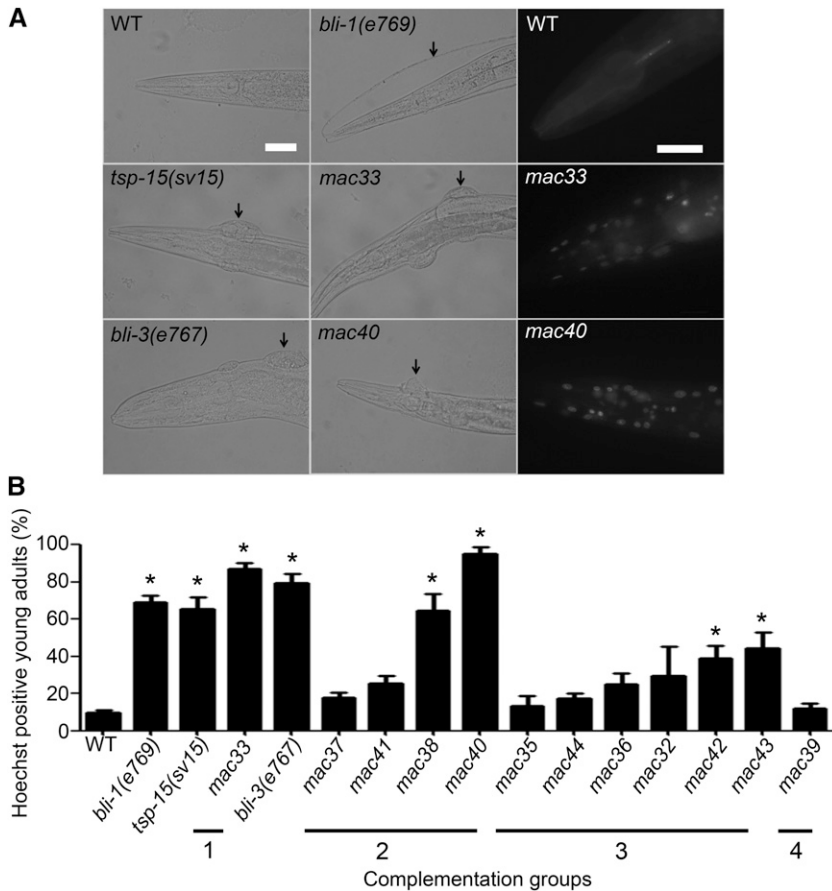 A
WT
bli-1(e769)
WT
tsp-15(sv15)
mac33
mac33
bli-3(e767)
mac40
mac40
B
Hoechst positive young adults (%)
100
80
60
40
20
0
* * * * * * * *
WT
bli-1(e769)
tsp-15(sv15)
mac33
bli-3(e767)
mac37
mac41
mac38
mac40
mac35
mac44
mac36
mac32
mac42
mac43
mac39
1 2 3 4
Complementation groups